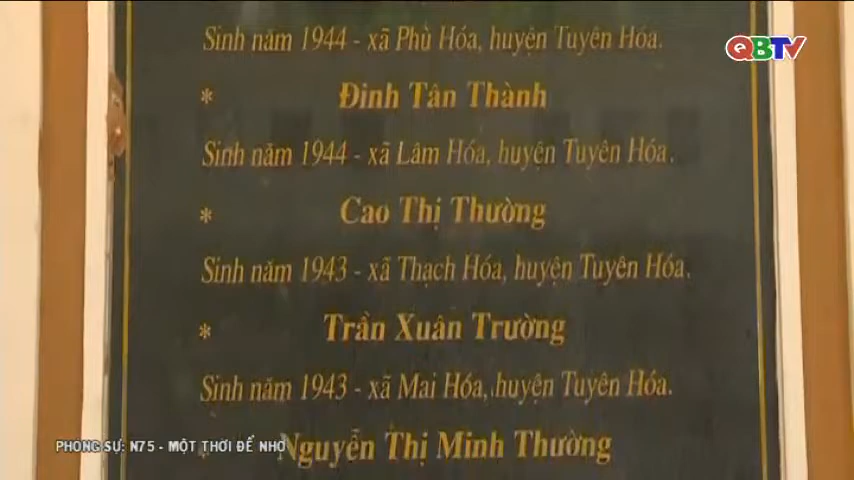 Sinh năm 1944 - xã Phù Hóa, huyện Tuyên Hóa.
QBTV
* Đinh Tân Thành
Sinh năm 1944 - xã Lâm Hóa, huyện Tuyên Hóa.
* Cao Thị Thường
Sinh năm 1943 - xã Thạch Hóa, huyện Tuyên Hóa.
* Trần Xuân Trường
Sinh năm 1943 - xã Mai Hóa, huyện Tuyên Hóa.
Nguyễn Thị Minh Thường
PHÓNG SỰ: N75 - MỘT THỜI ĐỂ NHỚ